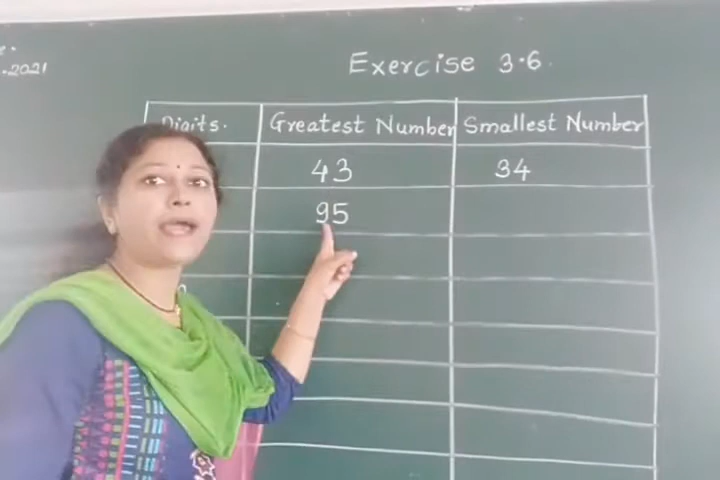 .2021
Exercise 3.6.
Digits. Greatest Number Smallest Number
43 34
95